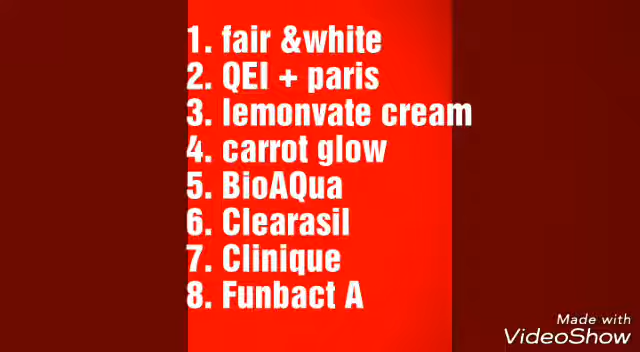 1. fair &white
2. QEI + paris
3. lemonvate cream
4. carrot glow
5. BioAQua
6. Clearasil
7. Clinique
8. Funbact A
Made with
VideoShow